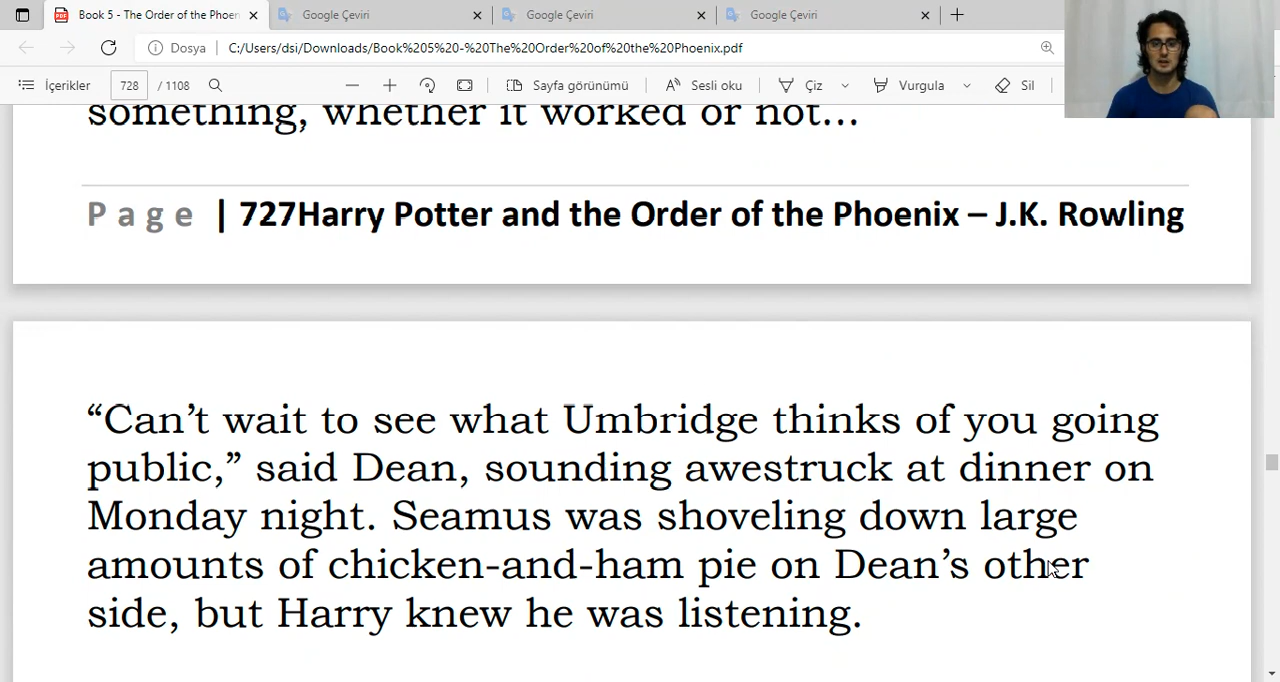 Book 5 - The Order of the Phoen
Google Çeviri
Google Çeviri
Google Çeviri
Dosya
C:/Users/dsi/Downloads/Book%205%20-%20The%20Order%20of%20the%20Phoenix.pdf
İçerikler
728
/ 1108
Sayfa görünümü
Sesli oku
Çiz
Vurgula
Sil
something, whether it worked or not…
Page | 727Harry Potter and the Order of the Phoenix – J.K. Rowling
“Can’t wait to see what Umbridge thinks of you going
public,” said Dean, sounding awestruck at dinner on
Monday night. Seamus was shoveling down large
amounts of chicken-and-ham pie on Dean’s other
side, but Harry knew he was listening.